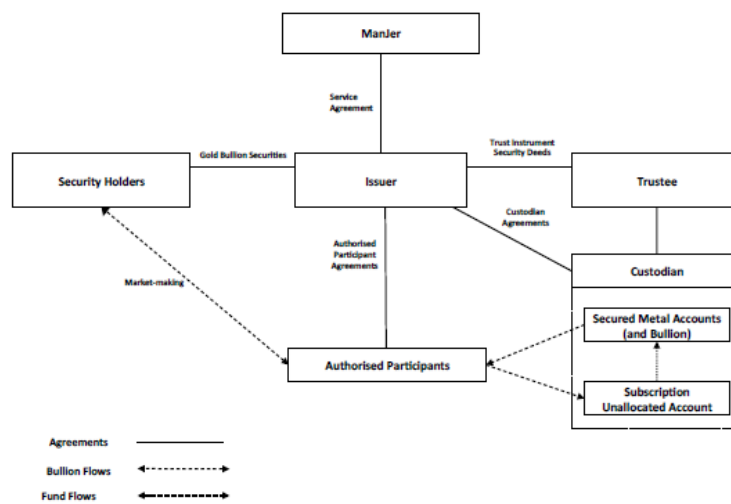 ManJer
Service
Agreement
Gold Bullion Securities
Trust Instrument
Security Deeds
Security Holders
Issuer
Trustee
Custodian
Agreements
Authorised
Participant
Agreements
Custodian
Market-making
Secured Metal Accounts
(and Bullion)
Authorised Participants
Subscription
Unallocated Account
Agreements
Bullion Flows
Fund Flows